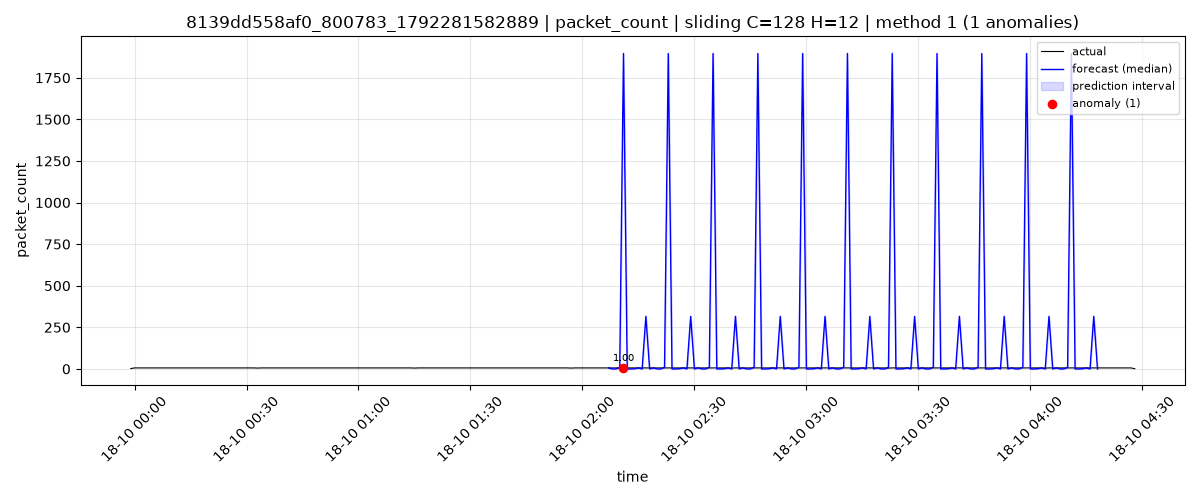 8139dd558af0_800783_1792281582889 | packet_count | sliding C=128 H=12 | method 1 (1 anomalies)
actual
forecast (median)
prediction interval
anomaly (1)
packet_count
1750
1500
1250
1000
750
500
250
0
1.00
18-10 00:00
18-10 00:30
18-10 01:00
18-10 01:30
18-10 02:00
18-10 02:30
18-10 03:00
18-10 03:30
18-10 04:00
18-10 04:30
time